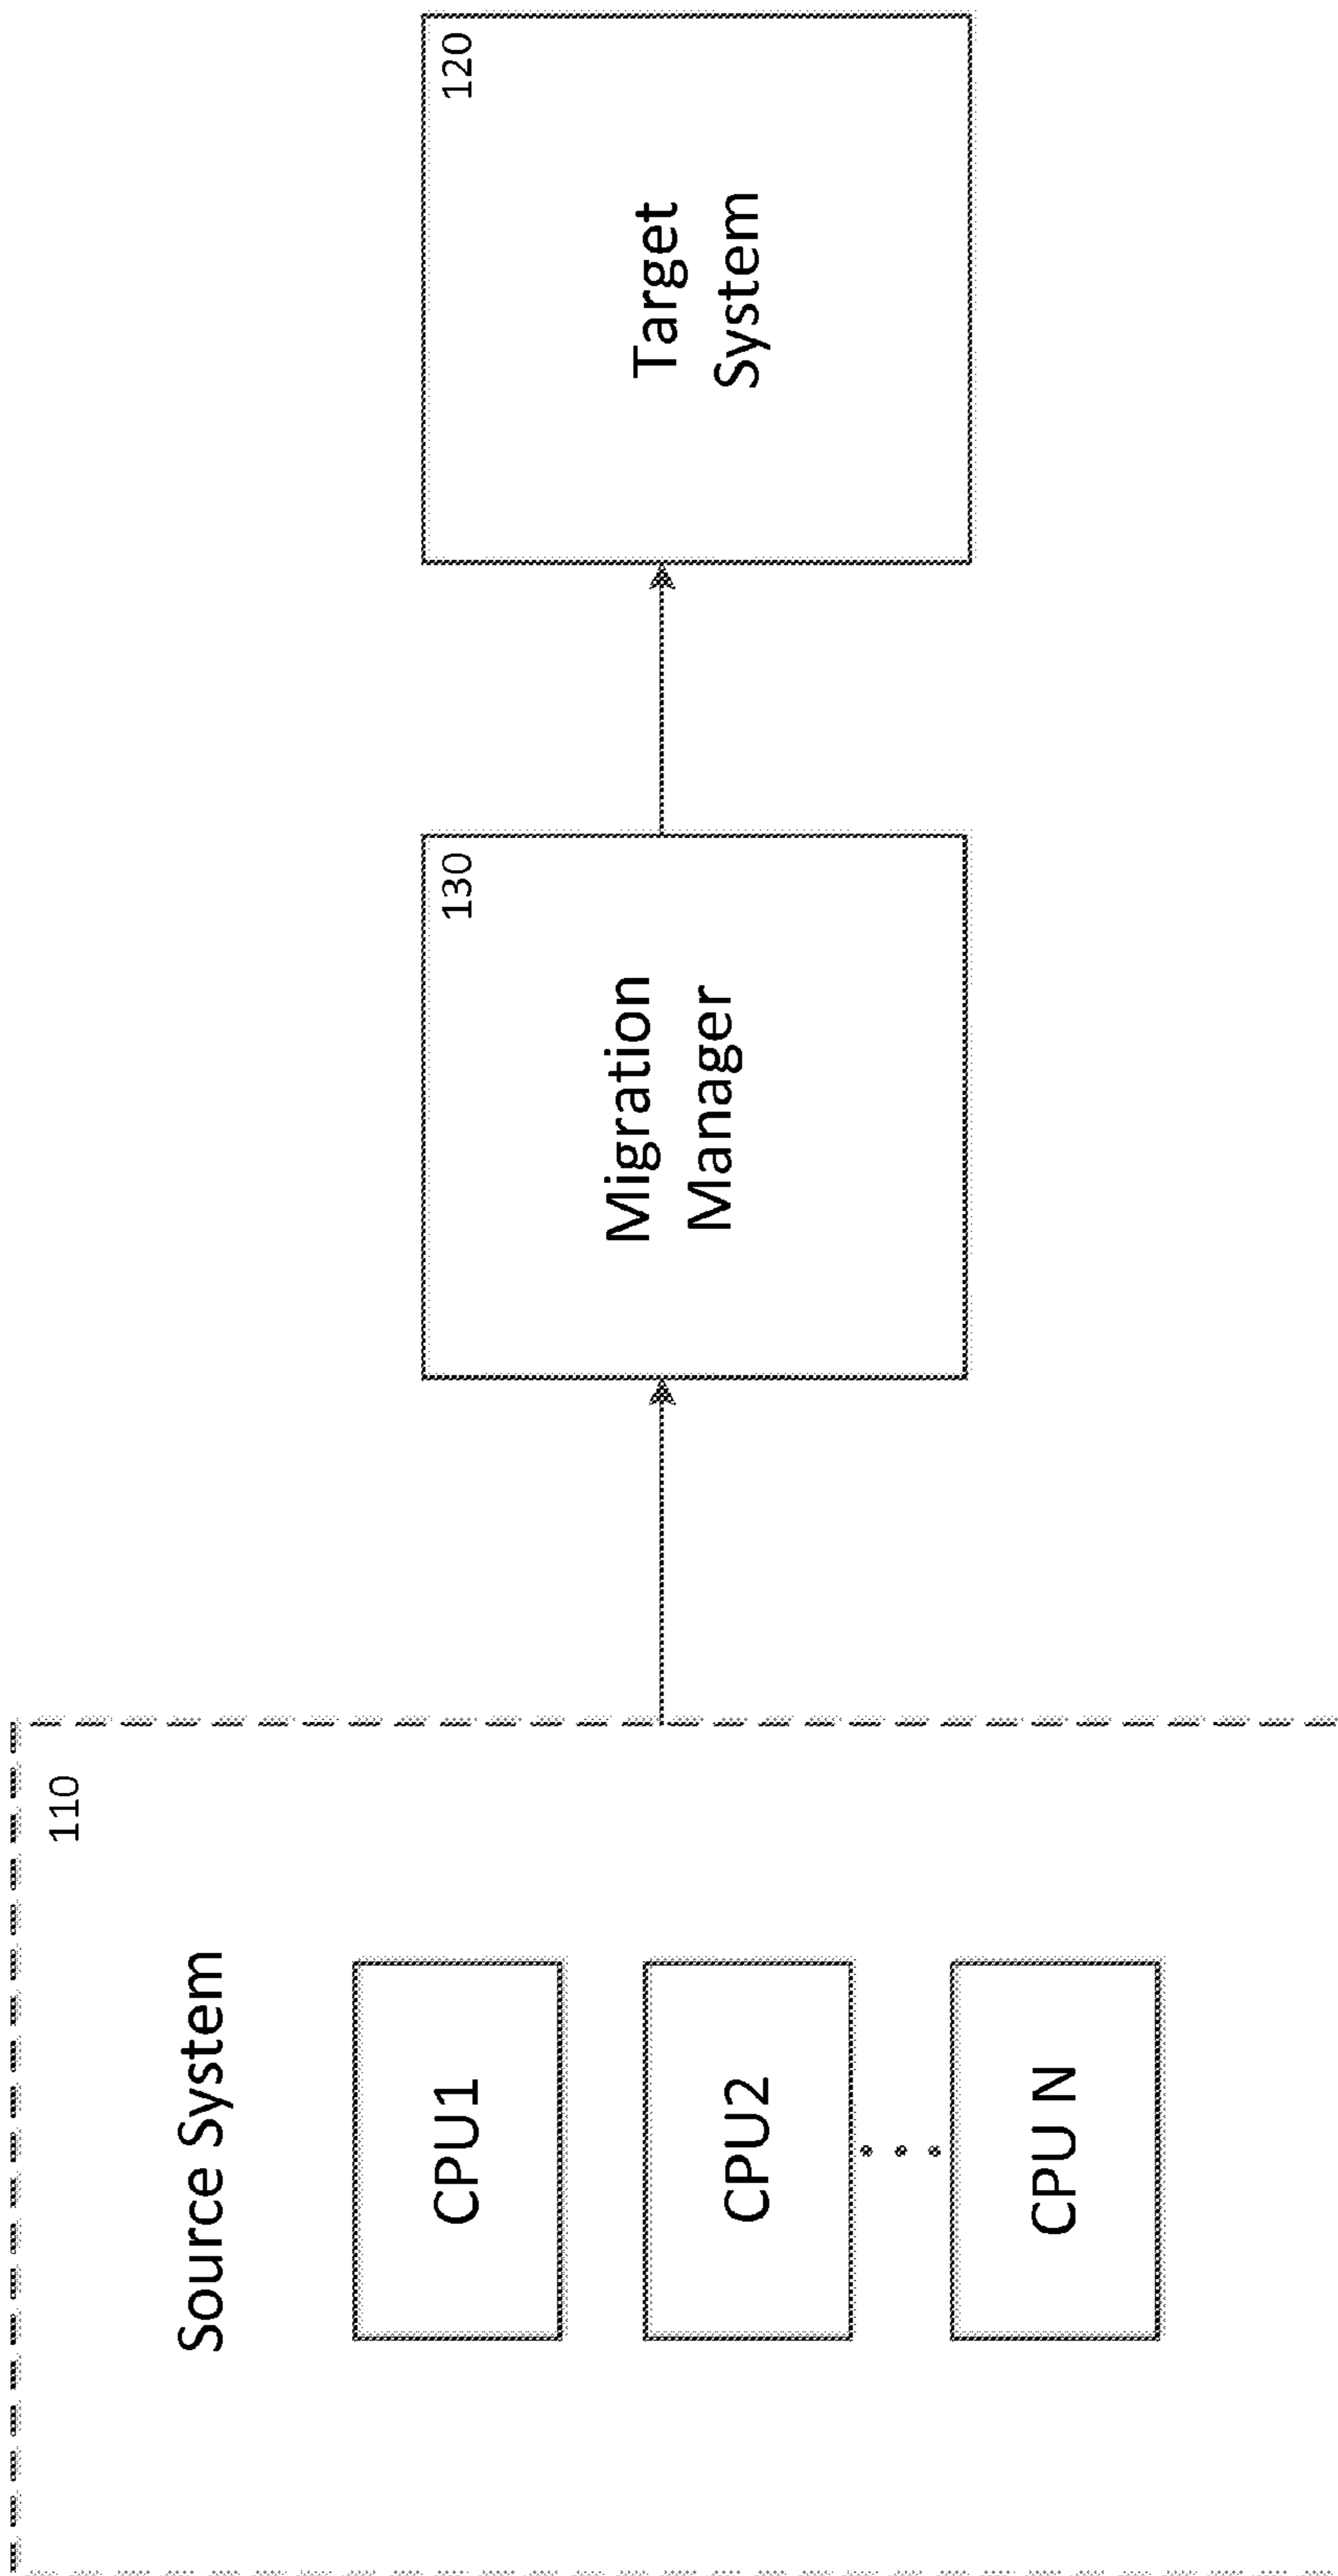 110
Source System
CPU1
CPU2
CPU N
130
Migration
Manager
120
Target
System